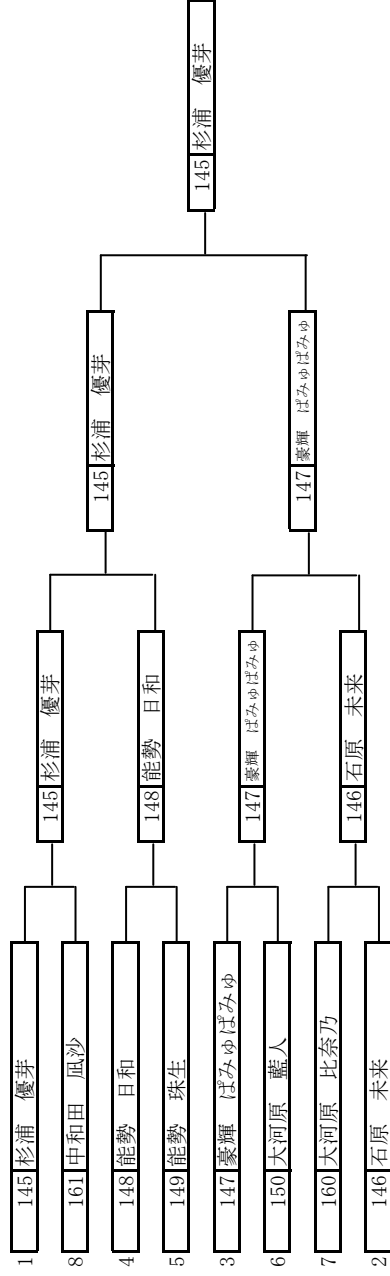 1 145 杉浦 優芽
8 161 中和田 凪沙
4 148 能勢 日和
5 149 能勢 珠生
3 147 豪輝 ぱみゅぱみゅ
6 150 大河原 藍人
7 160 大河原 比奈乃
2 146 石原 未来
145 杉浦 優芽
148 能勢 日和
147 豪輝 ぱみゅぱみゅ
146 石原 未来
145 杉浦 優芽
147 豪輝 ぱみゅぱみゅ
145 杉浦 優芽